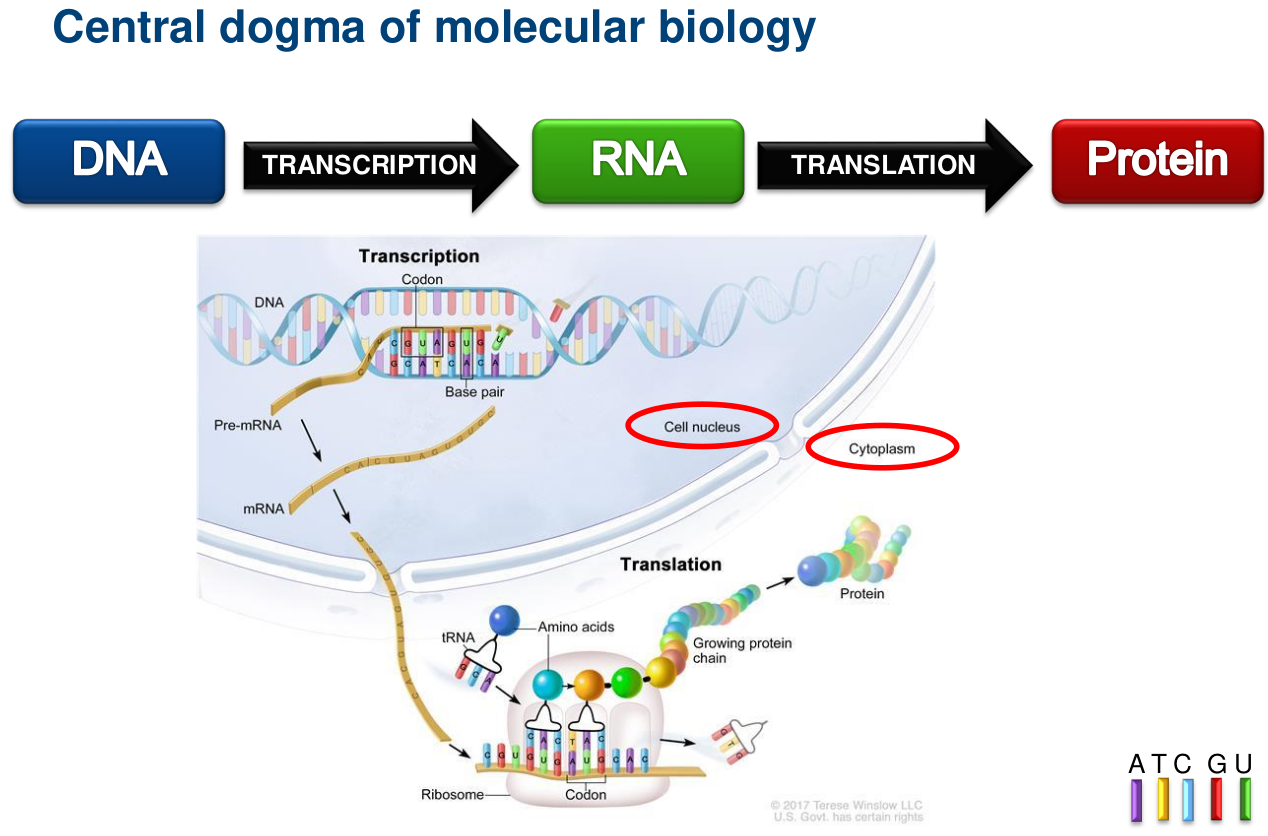 Central dogma of molecular biology
DNA
TRANSCRIPTION
RNA
TRANSLATION
Protein
Transcription
Codon
DNA
C G U A G U G
U
G C A T C A C A
Base pair
Pre-mRNA
Cell nucleus
Cytoplasm
mRNA
C A C G U A G U G U G C
Translation
Protein
Amino acids
tRNA
Growing protein
chain
C A C T A C
C G U G U G A U G C A C
Ribosome
Codon
A T C G U
© 2017 Terese Winslow LLC
U.S. Govt. has certain rights